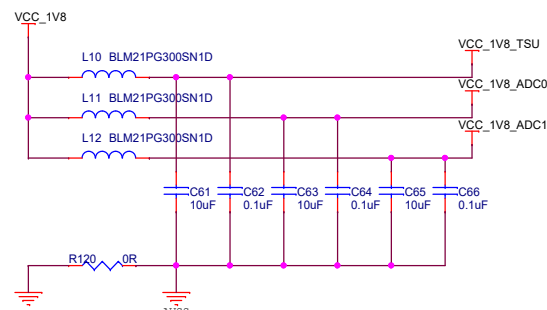 VCC_1V8
L10 BLM21PG300SN1D
VCC_1V8_TSU
L11 BLM21PG300SN1D
VCC_1V8_ADC0
L12 BLM21PG300SN1D
VCC_1V8_ADC1
C61 C62 C63 C64 C65 C66
10uF 0.1uF 10uF 0.1uF 10uF 0.1uF
R120 0R